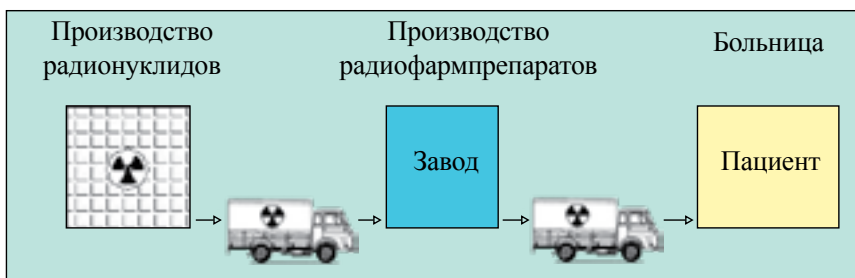 Производство
радионуклидов
Производство
радиофармпрепаратов
Больница
Завод
Пациент